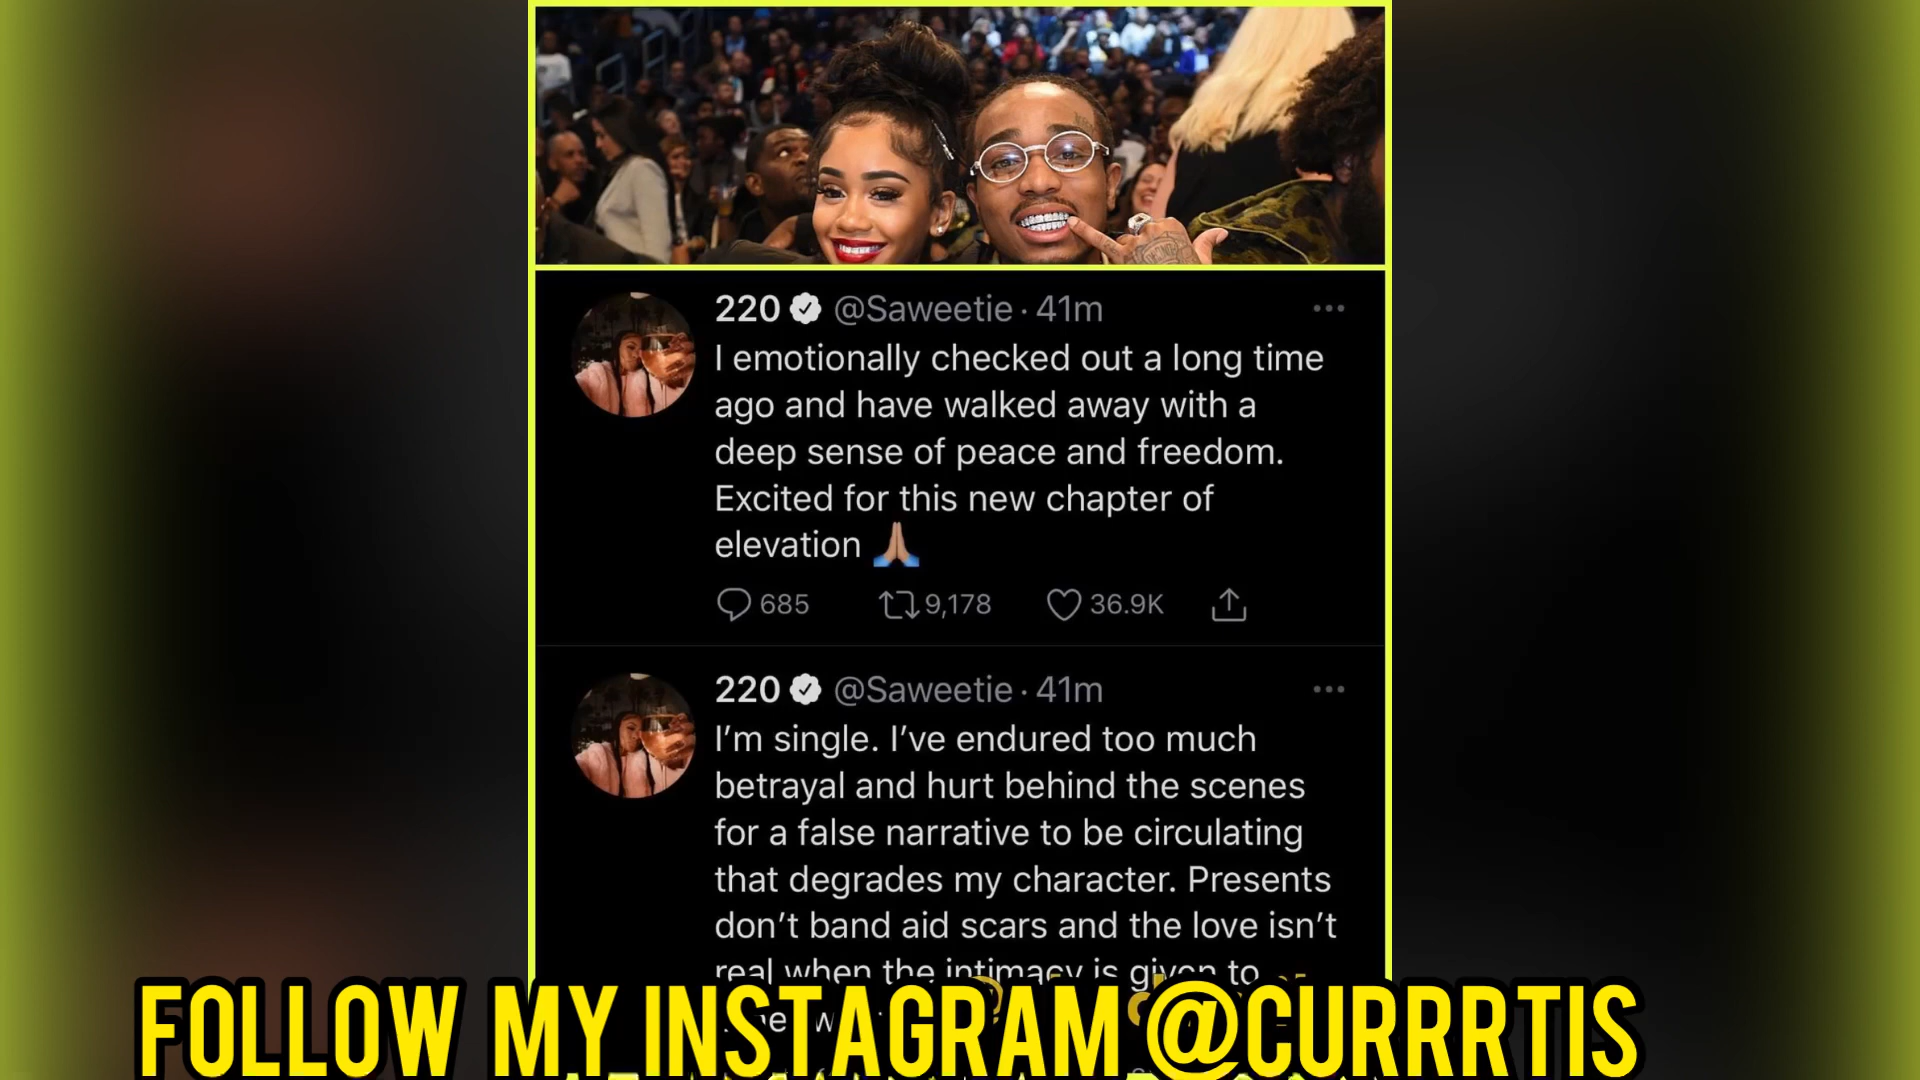 220 @Saweetie · 41m
I emotionally checked out a long time
ago and have walked away with a
deep sense of peace and freedom.
Excited for this new chapter of
elevation 🙏🏽
685 9,178 36.9K
220 @Saweetie · 41m
I’m single. I’ve endured too much
betrayal and hurt behind the scenes
for a false narrative to be circulating
that degrades my character. Presents
don’t band aid scars and the love isn’t
real when the intimacy is given to
FOLLOW MY INSTAGRAM @CURRRTIS